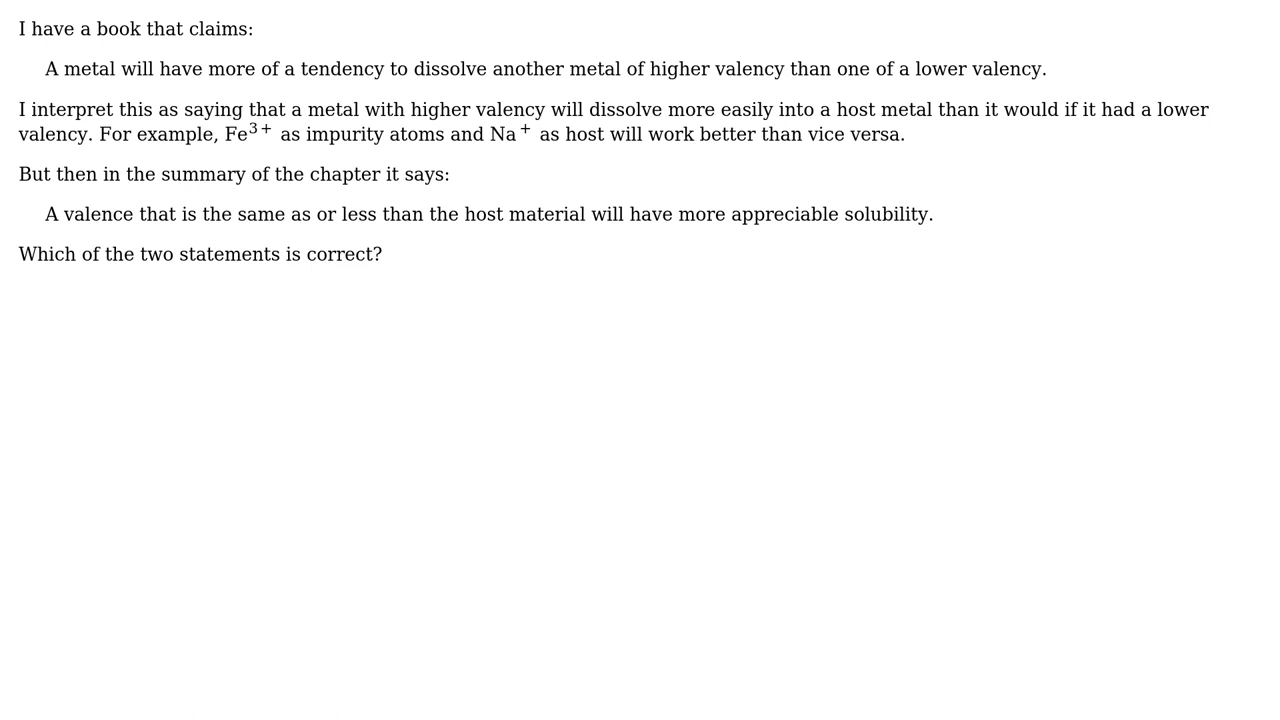 I have a book that claims:
A metal will have more of a tendency to dissolve another metal of higher valency than one of a lower valency.
I interpret this as saying that a metal with higher valency will dissolve more easily into a host metal than it would if it had a lower
valency. For example, Fe³⁺ as impurity atoms and Na⁺ as host will work better than vice versa.
But then in the summary of the chapter it says:
A valence that is the same as or less than the host material will have more appreciable solubility.
Which of the two statements is correct?